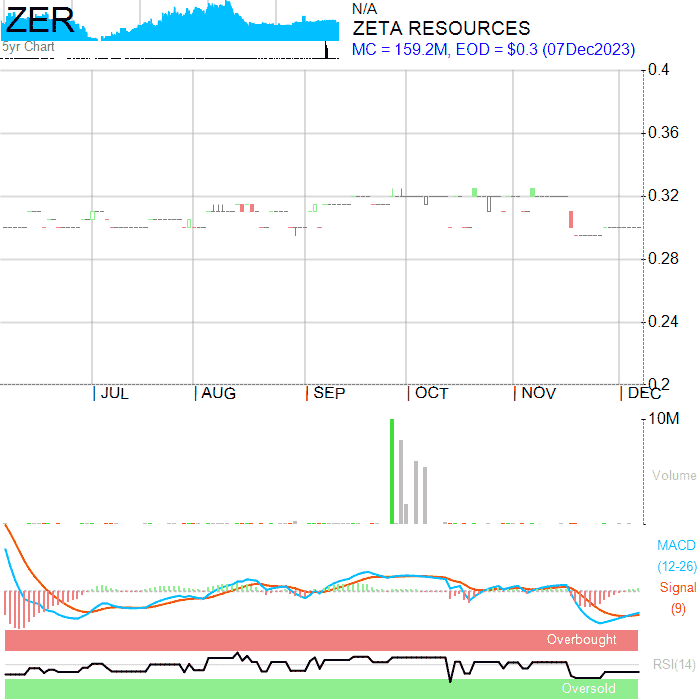 ZER
5yr Chart
N/A
ZETA RESOURCES
MC = 159.2M, EOD = $0.3 (07Dec2023)
0.4
0.36
0.32
0.28
0.24
0.2
JUL AUG SEP OCT NOV DEC
10M
Volume
MACD
(12-26)
Signal
(9)
Overbought
RSI(14)
Oversold